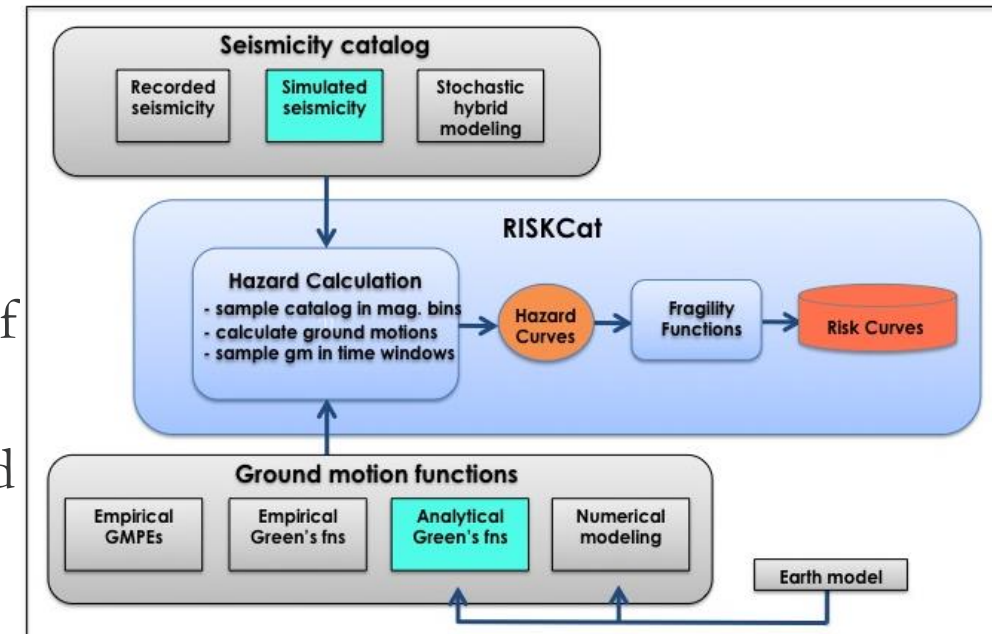 Seismicity catalog
Recorded
seismicity
Simulated
seismicity
Stochastic
hybrid
modeling
RISKCat
Hazard Calculation
- sample catalog in mag. bins
- calculate ground motions
- sample gm in time windows
Hazard
Curves
Fragility
Functions
Risk Curves
f
d
Ground motion functions
Empirical
GMPEs
Empirical
Green's fns
Analytical
Green's fns
Numerical
modeling
Earth model